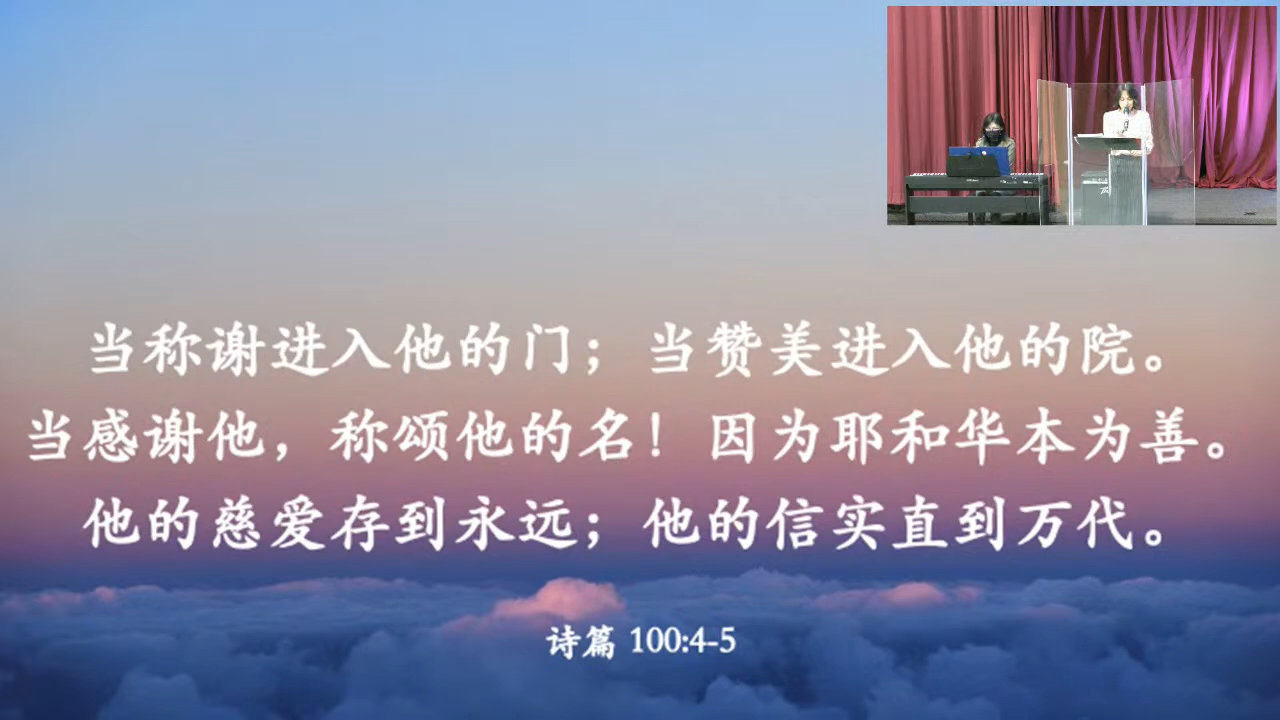 当称谢进入他的门；当赞美进入他的院。
当感谢他，称颂他的名！因为耶和华本为善。
他的慈爱存到永远；他的信实直到万代。
诗篇 100:4-5